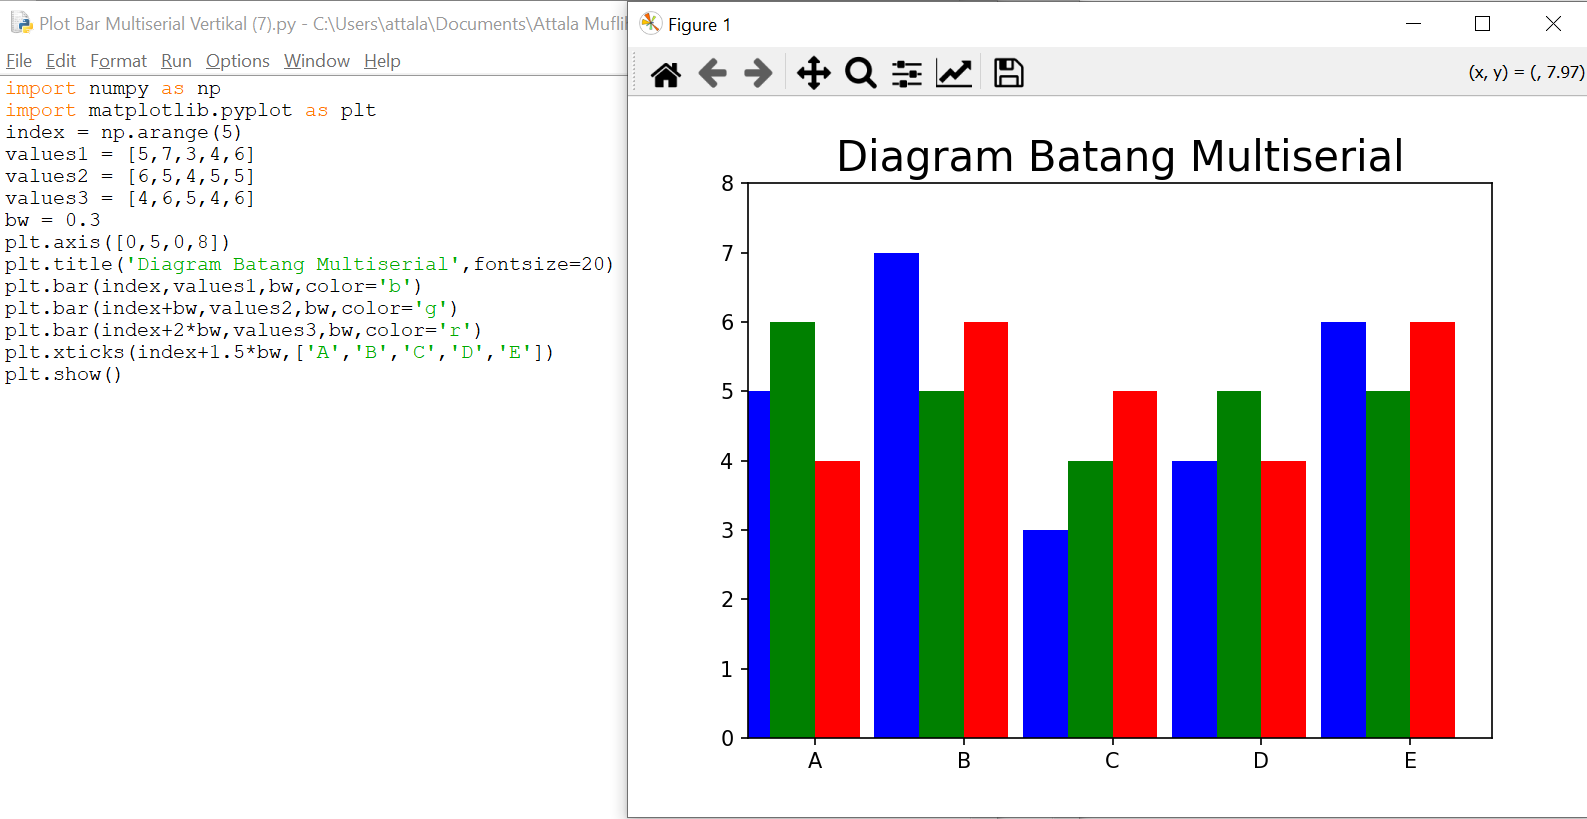 Plot Bar Multiserial Vertikal (7).py - C:\Users\attala\Documents\Attala Mufli
File Edit Format Run Options Window Help
import numpy as np
import matplotlib.pyplot as plt
index = np.arange(5)
values1 = [5,7,3,4,6]
values2 = [6,5,4,5,5]
values3 = [4,6,5,4,6]
bw = 0.3
plt.axis([0,5,0,8])
plt.title('Diagram Batang Multiserial',fontsize=20)
plt.bar(index,values1,bw,color='b')
plt.bar(index+bw,values2,bw,color='g')
plt.bar(index+2*bw,values3,bw,color='r')
plt.xticks(index+1.5*bw,['A','B','C','D','E'])
plt.show()
Figure 1
(x, y) = (, 7.97)
Diagram Batang Multiserial
8
7
6
5
4
3
2
1
0
A B C D E